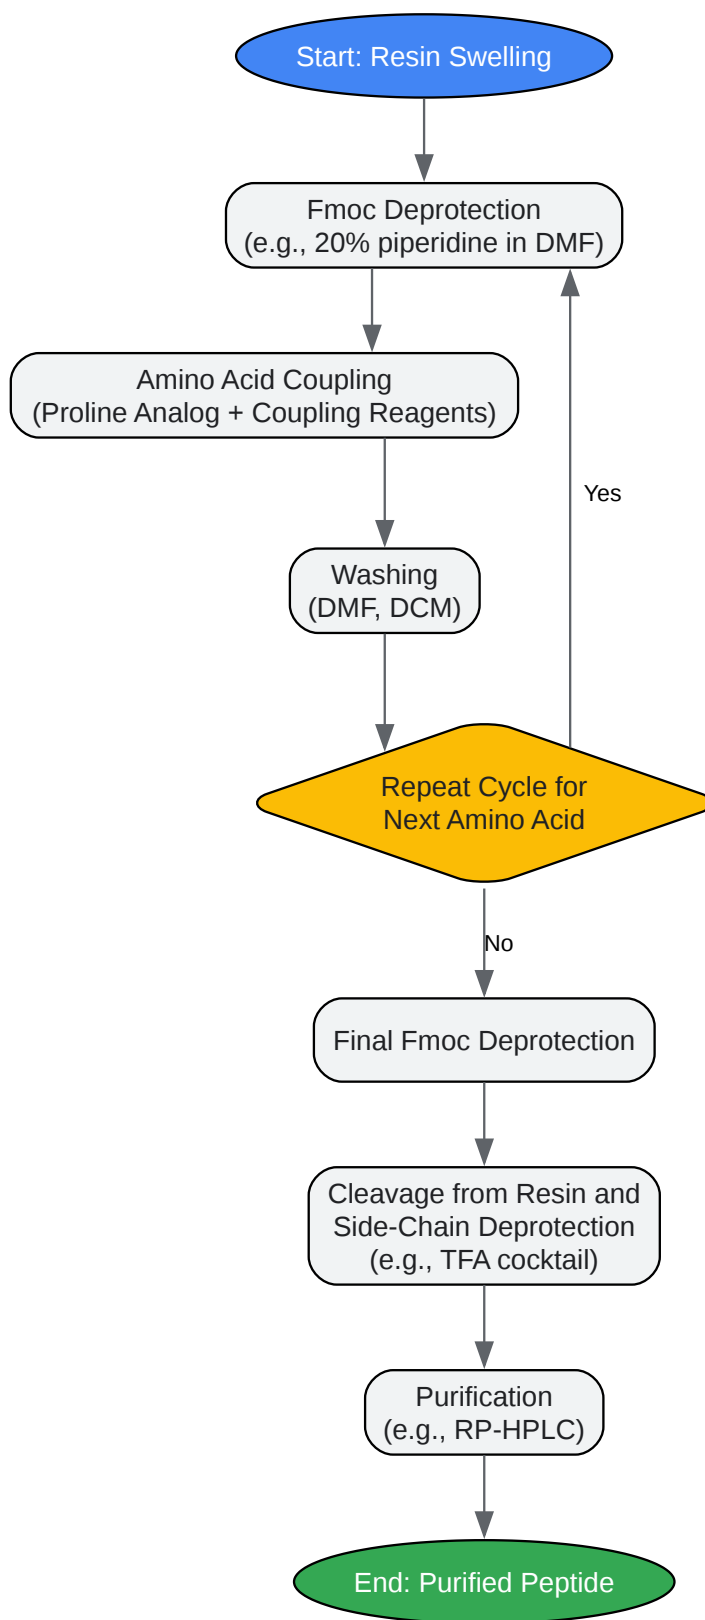 Start: Resin Swelling
Fmoc Deprotection
(e.g., 20% piperidine in DMF)
Amino Acid Coupling
(Proline Analog + Coupling Reagents)
Yes
Washing
(DMF, DCM)
Repeat Cycle for
Next Amino Acid
No
Final Fmoc Deprotection
Cleavage from Resin and
Side-Chain Deprotection
(e.g., TFA cocktail)
Purification
(e.g., RP-HPLC)
End: Purified Peptide